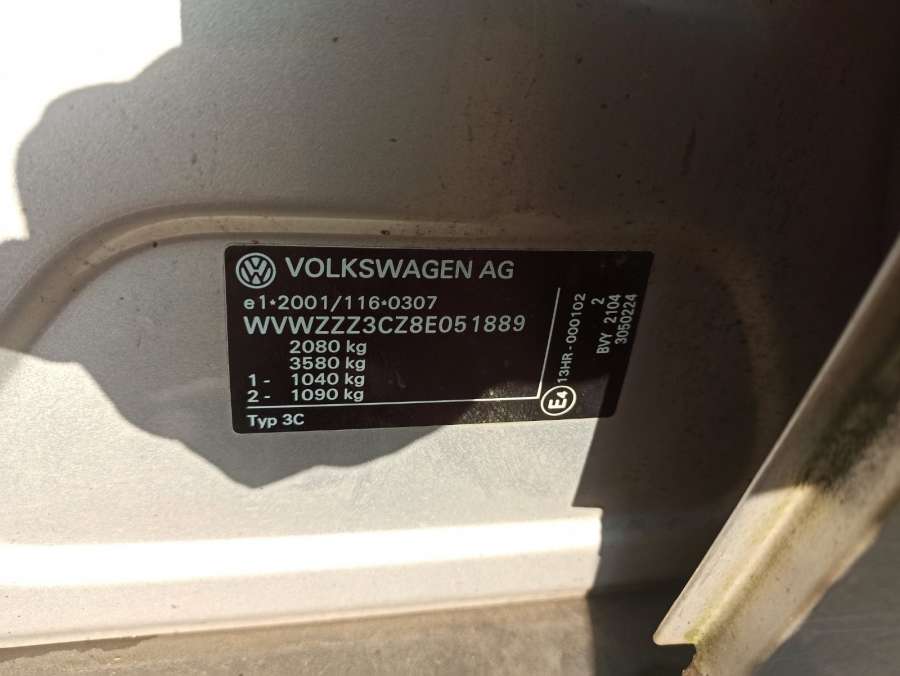 VOLKSWAGEN AG
e1*2001/116*0307
WVWZZZ3CZ8E051889
2080 kg
3580 kg
1- 1040 kg
2- 1090 kg
Typ 3C
E4 13HR-000102
2
BVY 2104
3050224